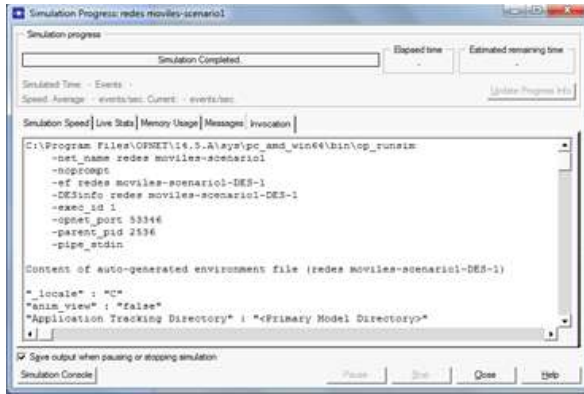 Simulation Progress: redes moviles-scenario1
Simulation progress
Elapsed time
Estimated remaining time
Simulation Completed.
-
-
Simulated Time: - Events: -
Speed: Average: - events/sec. Current: - events/sec.
Update Progress Info
Simulation Speed Live Stats Memory Usage Messages Invocation
C:\Program Files\OPNET\14.5.A\sys\pc_amd_win64\bin\op_runsim
-net_name redes moviles-scenario1
-noprompt
-ef redes moviles-scenario1-DES-1
-DESinfo redes moviles-scenario1-DES-1
-exec_id 1
-opnet_port 53346
-parent_pid 2536
-pipe_stdin
Content of auto-generated environment file (redes moviles-scenario1-DES-1)
"_locale" : "C"
"anim_view" : "false"
"Application Tracking Directory" : "<Primary Model Directory>"
Save output when pausing or stopping simulation
Simulation Console Pause Stop Close Help